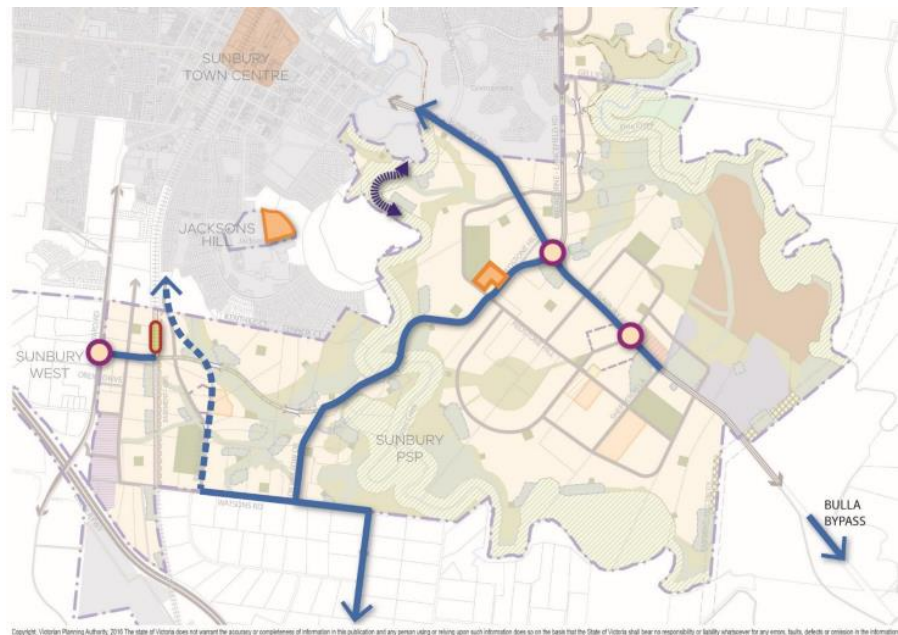 SUNBURY
TOWN CENTRE
JACKSONS
HILL
SUNBURY
WEST
SUNBURY
PSP
WATSONS RD
BULLA
BYPASS
Copyright: Victorian Planning Authority, 2016 The state of Victoria does not warrant the accuracy or completeness of information in this publication and any person using or relying upon such information does so on the basis that the State of Victoria shall bear no responsibility or liability whatsoever for any errors, faults, defects or omission in the information